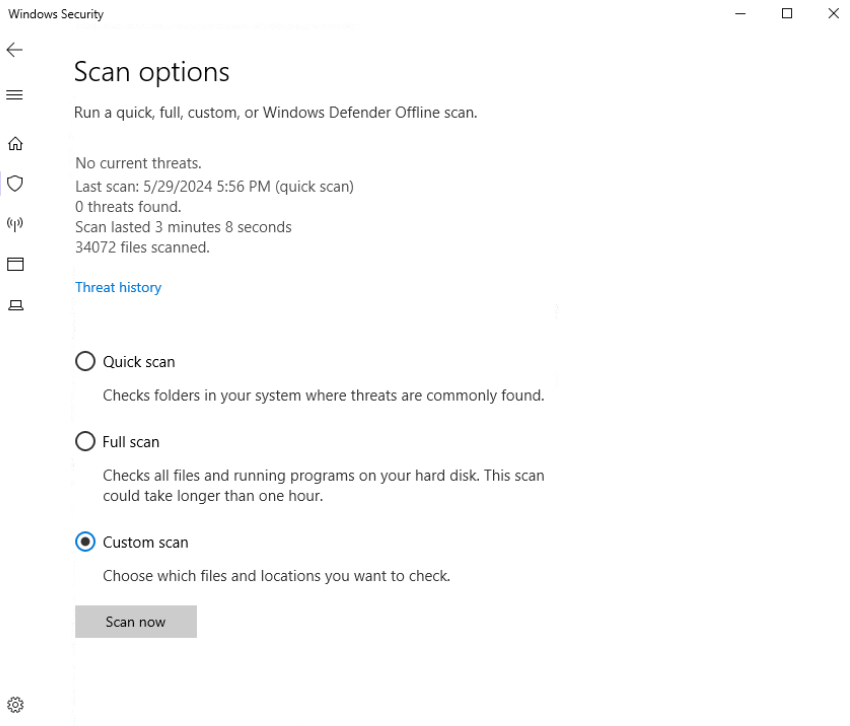 Windows Security
Scan options
Run a quick, full, custom, or Windows Defender Offline scan.
No current threats.
Last scan: 5/29/2024 5:56 PM (quick scan)
0 threats found.
Scan lasted 3 minutes 8 seconds
34072 files scanned.
Threat history
Quick scan
Checks folders in your system where threats are commonly found.
Full scan
Checks all files and running programs on your hard disk. This scan
could take longer than one hour.
Custom scan
Choose which files and locations you want to check.
Scan now